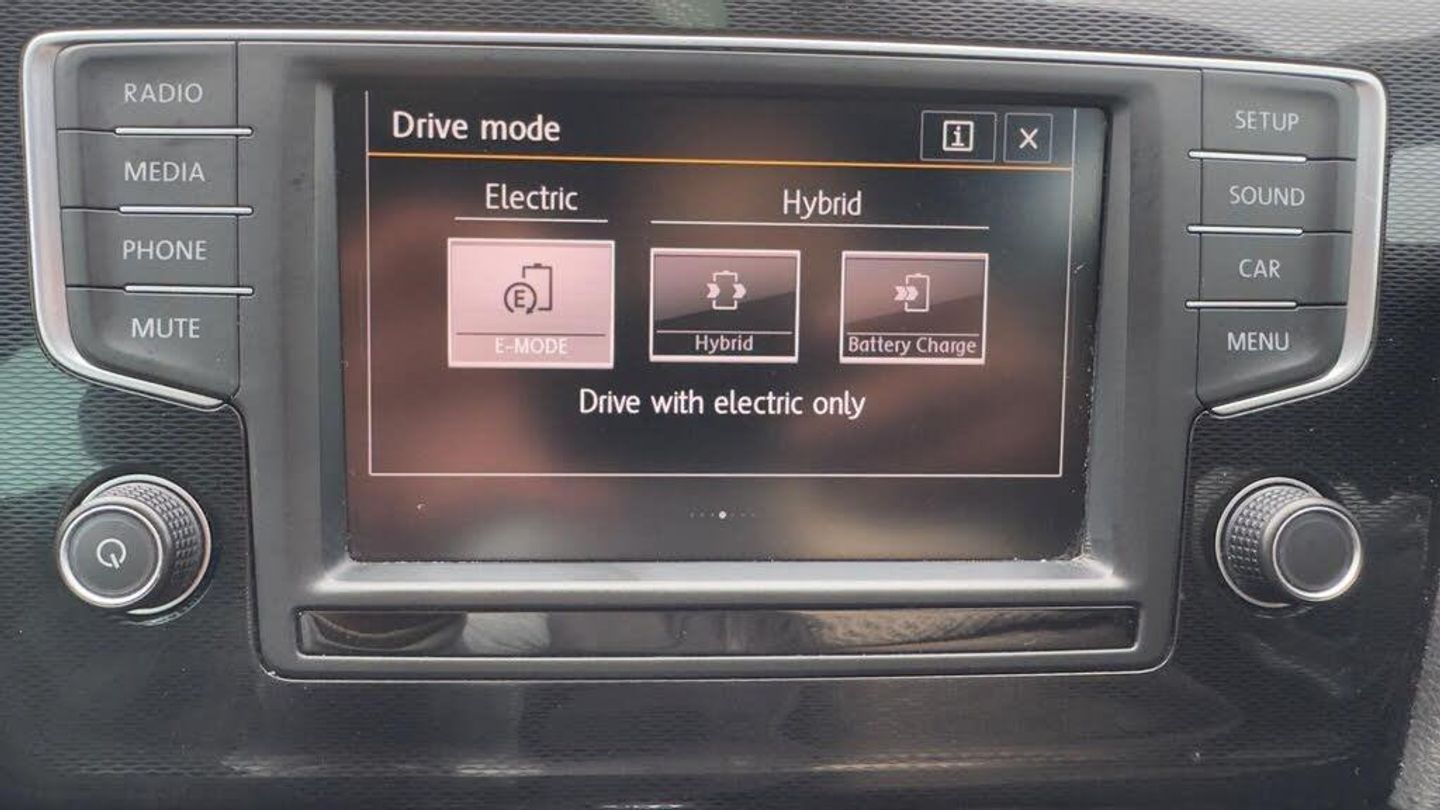 RADIO
MEDIA
PHONE
MUTE
Drive mode
i X
Electric Hybrid
E
E-MODE Hybrid Battery Charge
Drive with electric only
SETUP
SOUND
CAR
MENU